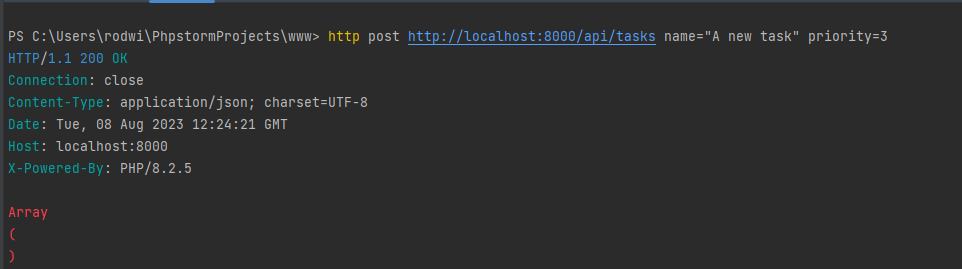 PS C:\Users\rodwi\PhpstormProjects\www> http post http://localhost:8000/api/tasks name="A new task" priority=3
HTTP/1.1 200 OK
Connection: close
Content-Type: application/json; charset=UTF-8
Date: Tue, 08 Aug 2023 12:24:21 GMT
Host: localhost:8000
X-Powered-By: PHP/8.2.5
Array
(
)